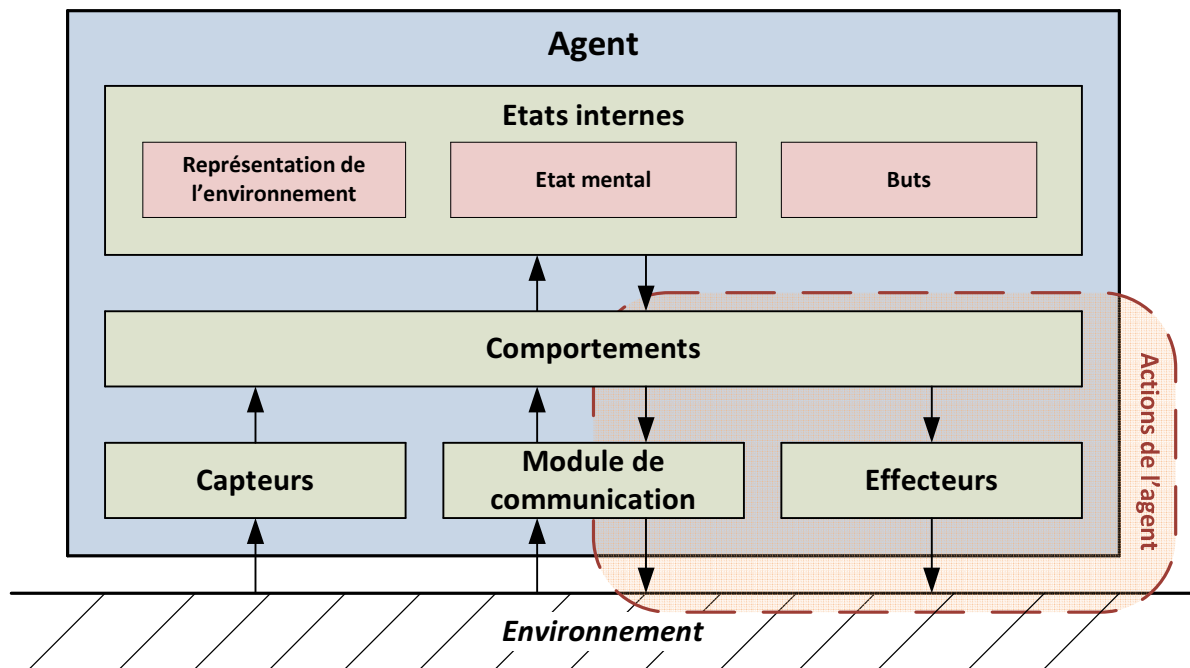 Agent
Etats internes
Représentation de
l’environnement
Etat mental
Buts
Comportements
Capteurs
Module de
communication
Effecteurs
Actions de l’agent
Environnement